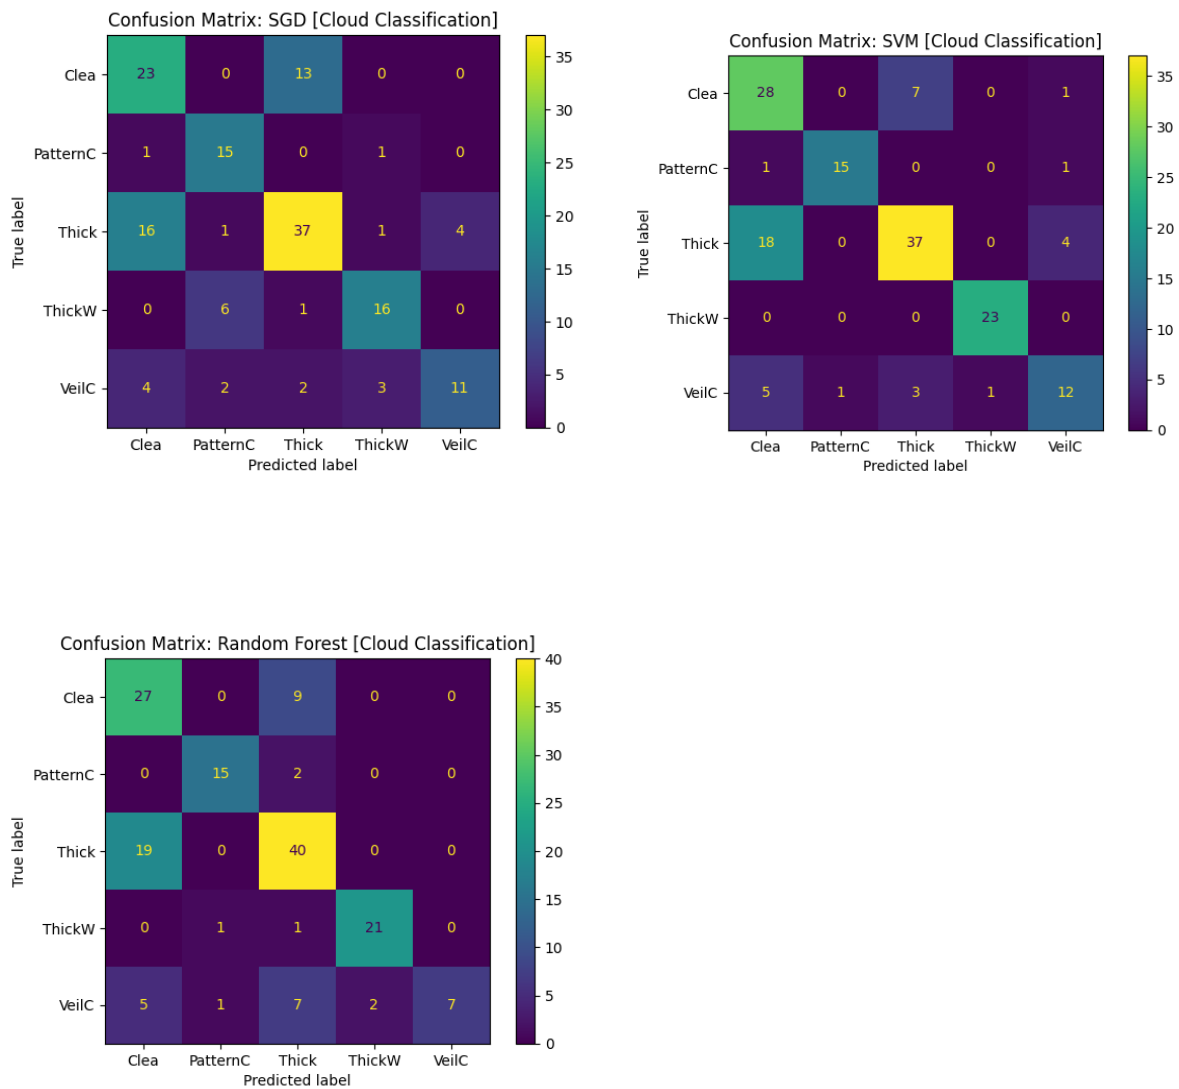 Confusion Matrix: SGD [Cloud Classification]
Clea 23 0 13 0 0
PatternC 1 15 0 1 0
Thick 16 1 37 1 4
ThickW 0 6 1 16 0
VeilC 4 2 2 3 11
Clea PatternC Thick ThickW VeilC
Predicted label
True label
35
30
25
20
15
10
5
0
Confusion Matrix: SVM [Cloud Classification]
Clea 28 0 7 0 1
PatternC 1 15 0 0 1
Thick 18 0 37 0 4
ThickW 0 0 0 23 0
VeilC 5 1 3 1 12
Clea PatternC Thick ThickW VeilC
Predicted label
True label
35
30
25
20
15
10
5
0
Confusion Matrix: Random Forest [Cloud Classification]
Clea 27 0 9 0 0
PatternC 0 15 2 0 0
Thick 19 0 40 0 0
ThickW 0 1 1 21 0
VeilC 5 1 7 2 7
Clea PatternC Thick ThickW VeilC
Predicted label
True label
40
35
30
25
20
15
10
5
0